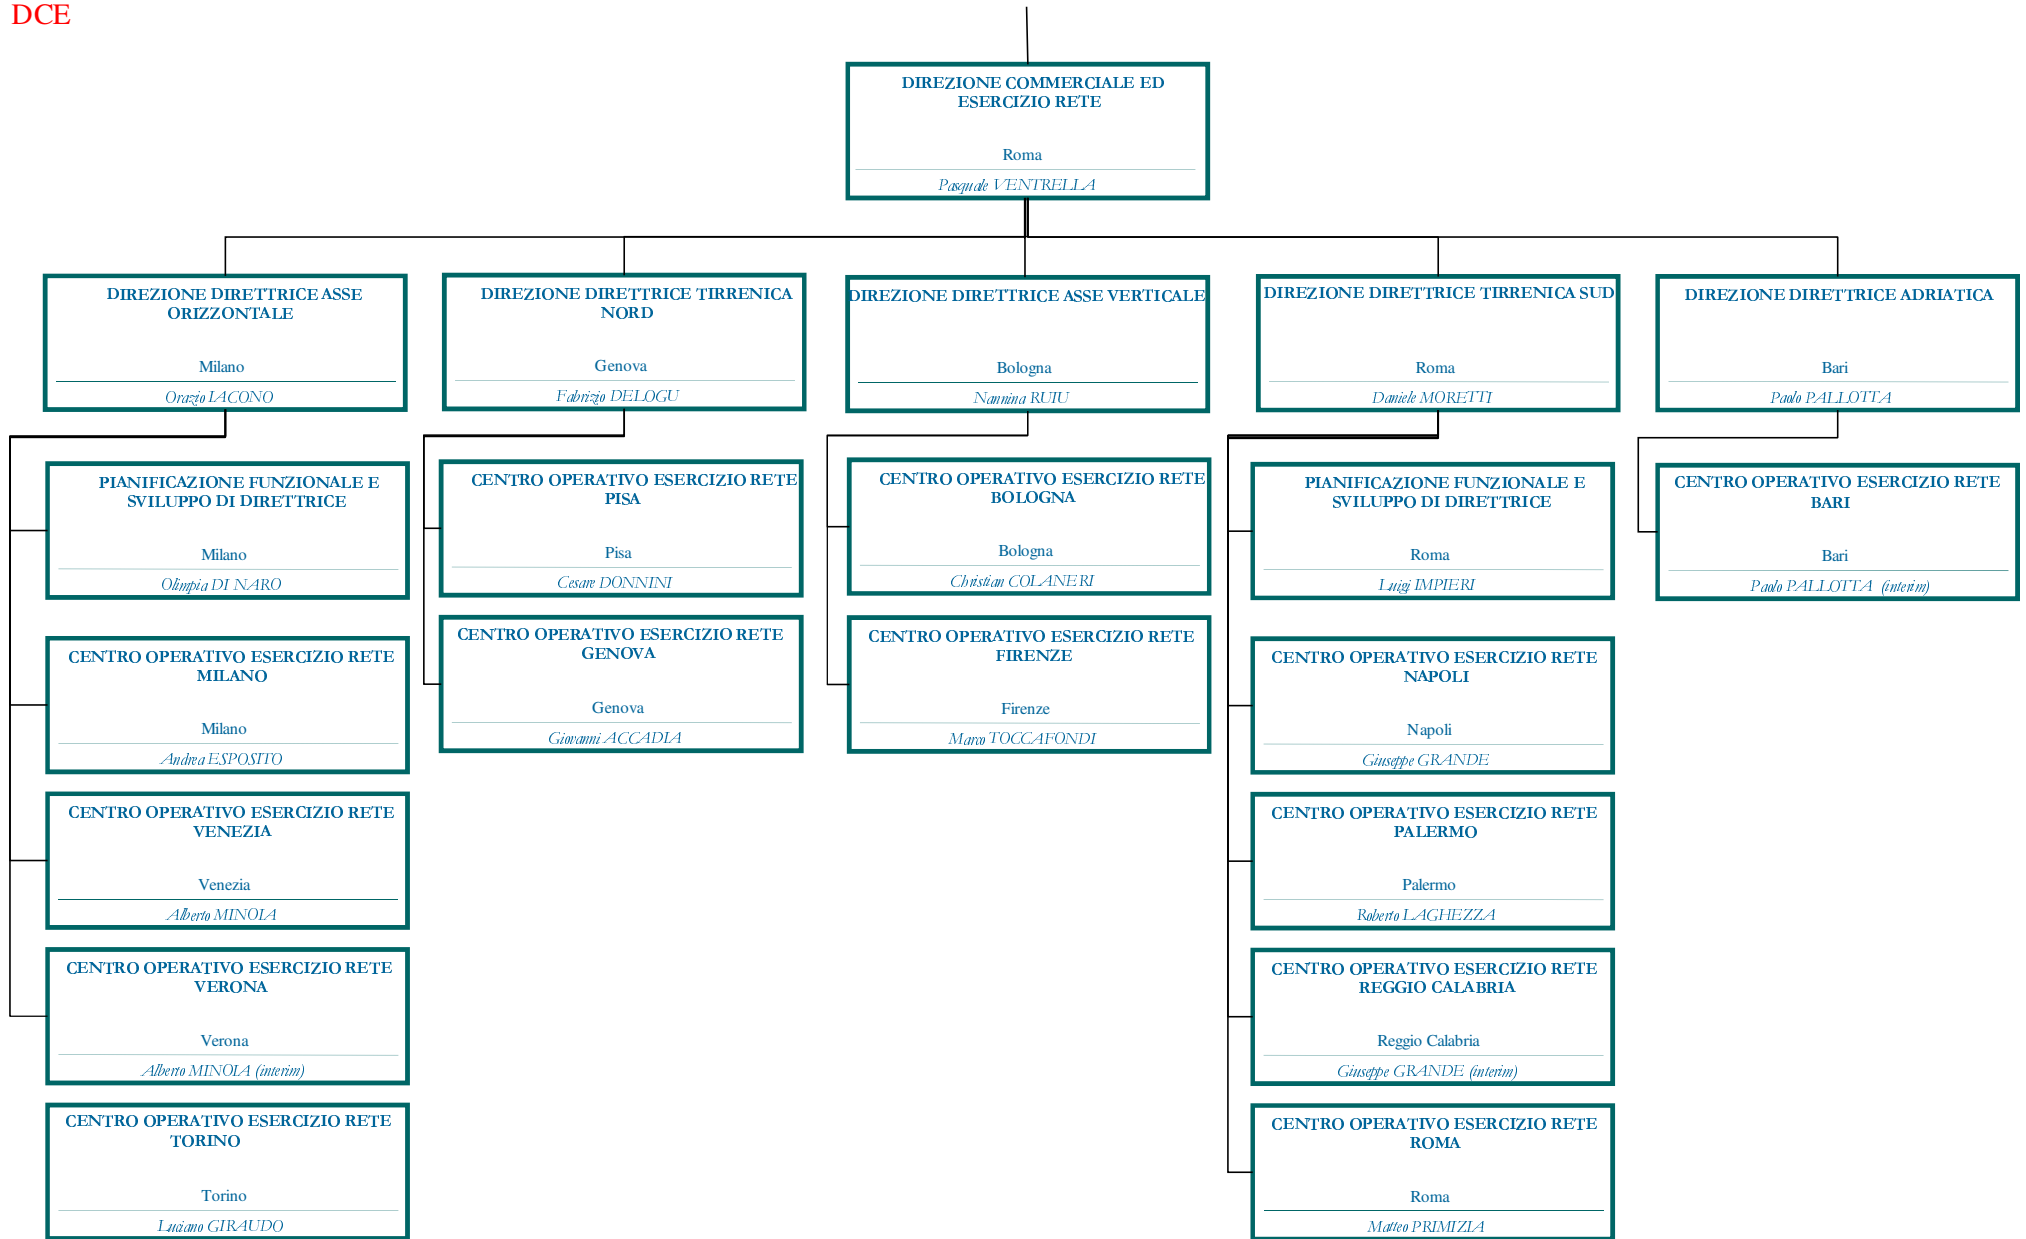 DCE
DIREZIONE COMMERCIALE ED
ESERCIZIO RETE
Roma
Pasquale VENTRELLA
DIREZIONE DIRETTRICE ASSE
ORIZZONTALE
Milano
Orazio IACONO
DIREZIONE DIRETTRICE TIRRENICA
NORD
Genova
Fabrizio DELOGU
DIREZIONE DIRETTRICE ASSE VERTICALE
Bologna
Nannina RUIU
DIREZIONE DIRETTRICE TIRRENICA SUD
Roma
Daniele MORETTI
DIREZIONE DIRETTRICE ADRIATICA
Bari
Paolo PALLOTTA
PIANIFICAZIONE FUNZIONALE E
SVILUPPO DI DIRETTRICE
Milano
Olimpia DI NARO
CENTRO OPERATIVO ESERCIZIO RETE
MILANO
Milano
Andrea ESPOSITO
CENTRO OPERATIVO ESERCIZIO RETE
VENEZIA
Venezia
Alberto MINOIA
CENTRO OPERATIVO ESERCIZIO RETE
VERONA
Verona
Alberto MINOIA (interim)
CENTRO OPERATIVO ESERCIZIO RETE
TORINO
Torino
Luciano GIRAUDO
CENTRO OPERATIVO ESERCIZIO RETE
PISA
Pisa
Cesare DONNINI
CENTRO OPERATIVO ESERCIZIO RETE
GENOVA
Genova
Giovanni ACCADIA
CENTRO OPERATIVO ESERCIZIO RETE
BOLOGNA
Bologna
Christian COLANERI
CENTRO OPERATIVO ESERCIZIO RETE
FIRENZE
Firenze
Marco TOCCAFONDI
PIANIFICAZIONE FUNZIONALE E
SVILUPPO DI DIRETTRICE
Roma
Luigi IMPIERI
CENTRO OPERATIVO ESERCIZIO RETE
NAPOLI
Napoli
Giuseppe GRANDE
CENTRO OPERATIVO ESERCIZIO RETE
PALERMO
Palermo
Roberto LAGHEZZA
CENTRO OPERATIVO ESERCIZIO RETE
REGGIO CALABRIA
Reggio Calabria
Giuseppe GRANDE (interim)
CENTRO OPERATIVO ESERCIZIO RETE
ROMA
Roma
Matteo PRIMIZIA
CENTRO OPERATIVO ESERCIZIO RETE
BARI
Bari
Paolo PALLOTTA (interim)